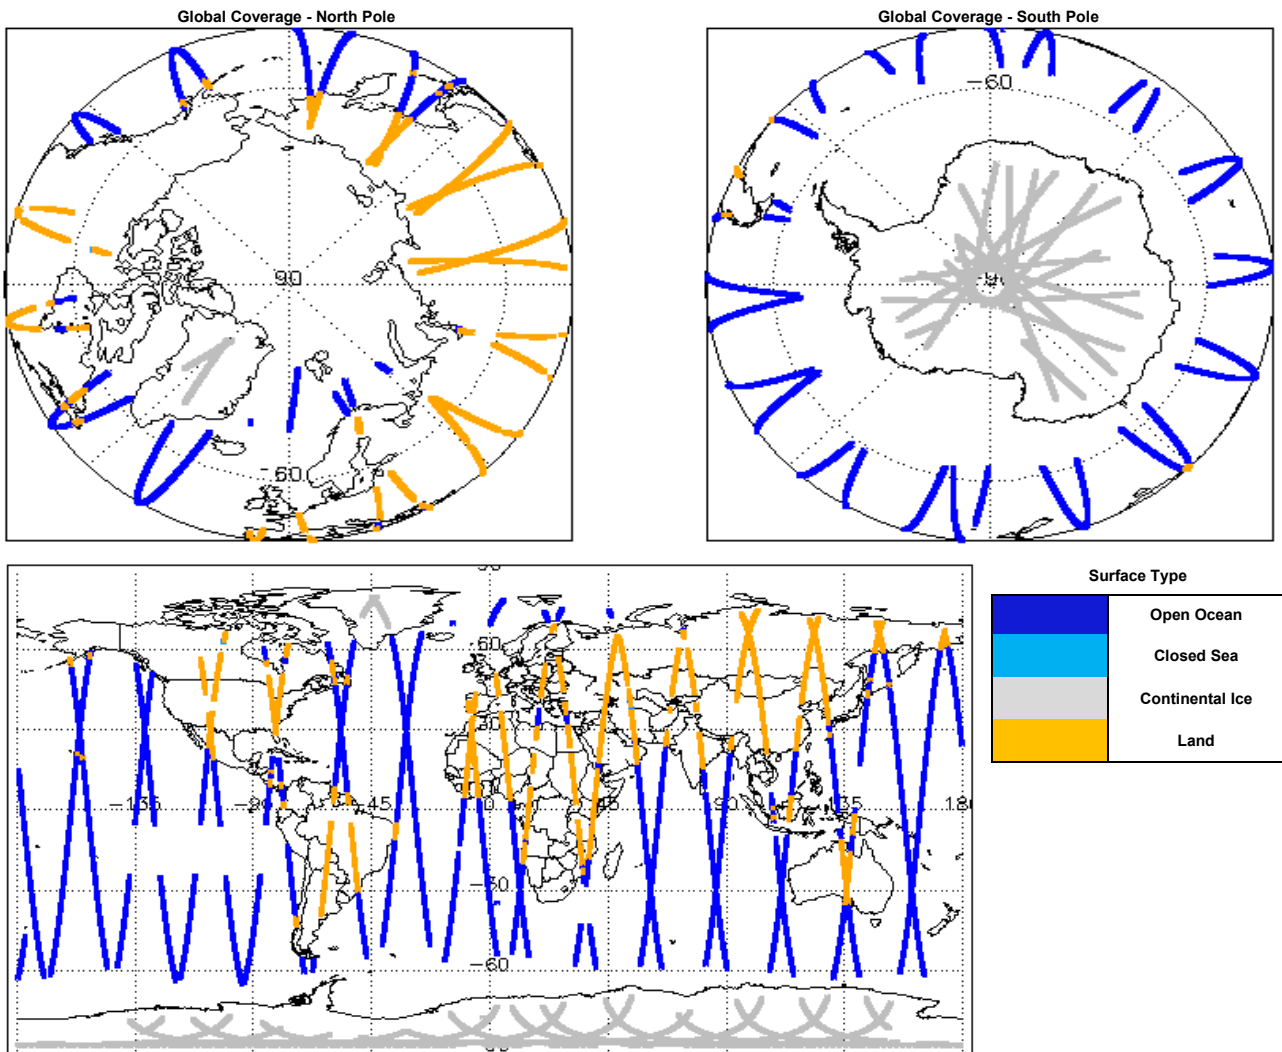 Global Coverage - North Pole
Global Coverage - South Pole
90
-60
-60
Surface Type
Open Ocean
Closed Sea
Continental Ice
Land
60
30
-135
-45
90
135
180
-30
-60